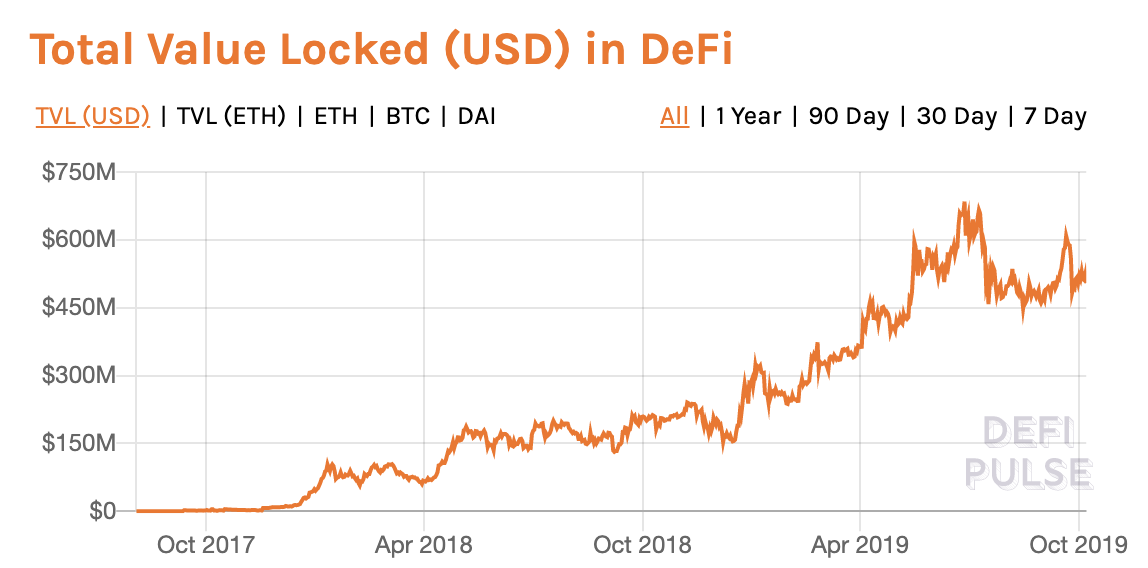 Total Value Locked (USD) in DeFi
TVL (USD) | TVL (ETH) | ETH | BTC | DAI
All | 1 Year | 90 Day | 30 Day | 7 Day
$750M
$600M
$450M
$300M
$150M
$0
DEFI
PULSE
Oct 2017
Apr 2018
Oct 2018
Apr 2019
Oct 2019